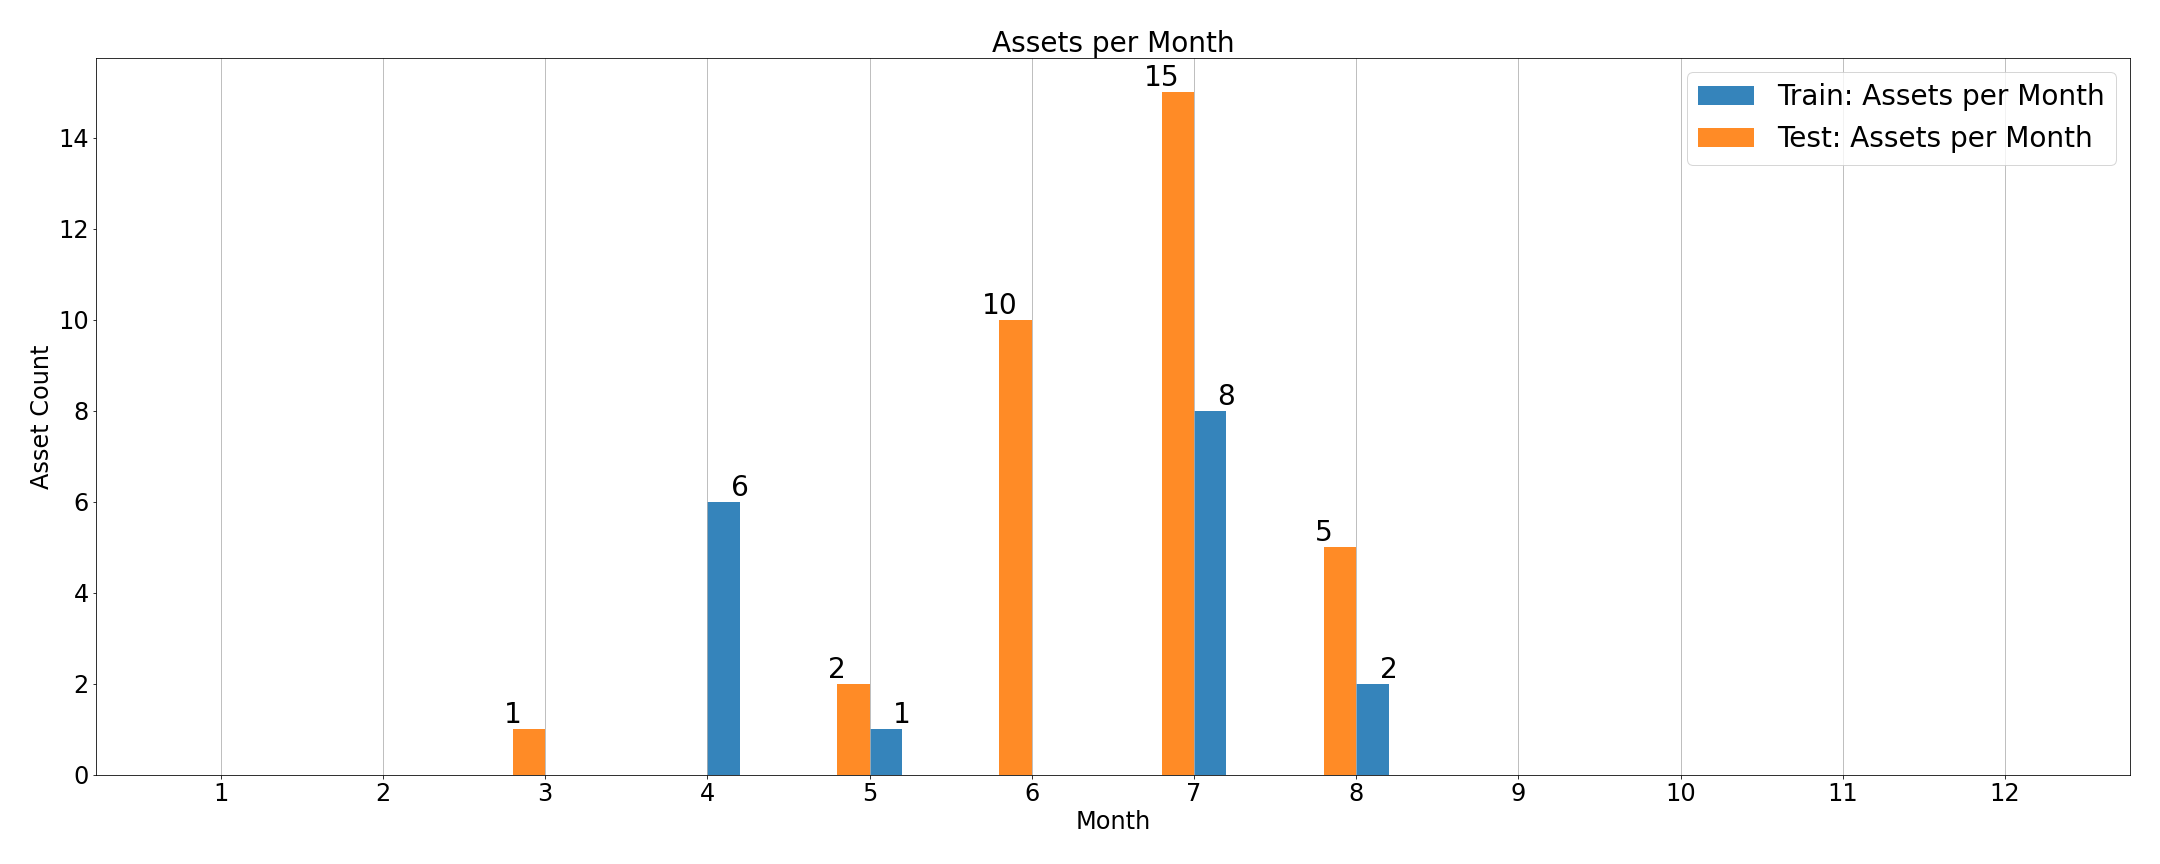 Assets per Month
Train: Assets per Month
Test: Assets per Month
Asset Count
14
12
10
8
6
4
2
0
1
6
2
1
10
15
8
5
2
1 2 3 4 5 6 7 8 9 10 11 12
Month